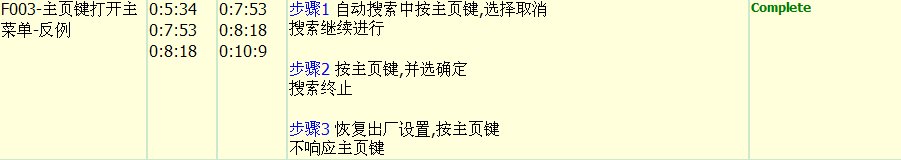 F003-主页键打开主
菜单-反例
0:5:34
0:7:53
0:8:18
0:7:53
0:8:18
0:10:9
步骤1 自动搜索中按主页键,选择取消
搜索继续进行
步骤2 按主页键,并选确定
搜索终止
步骤3 恢复出厂设置,按主页键
不响应主页键
Complete